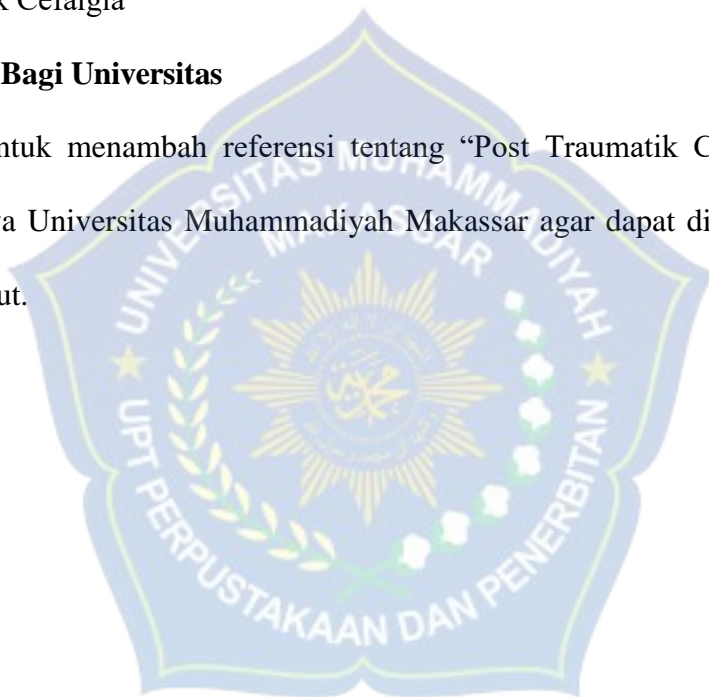 Cefalgia
Bagi Universitas
ntuk menambah referensi tentang “Post Traumatik C
a Universitas Muhammadiyah Makassar agar dapat di
ut.
UNIVERSITAS MUHAMMADIYAH
MAKASSAR
UPT PERPUSTAKAAN DAN PENERBITAN